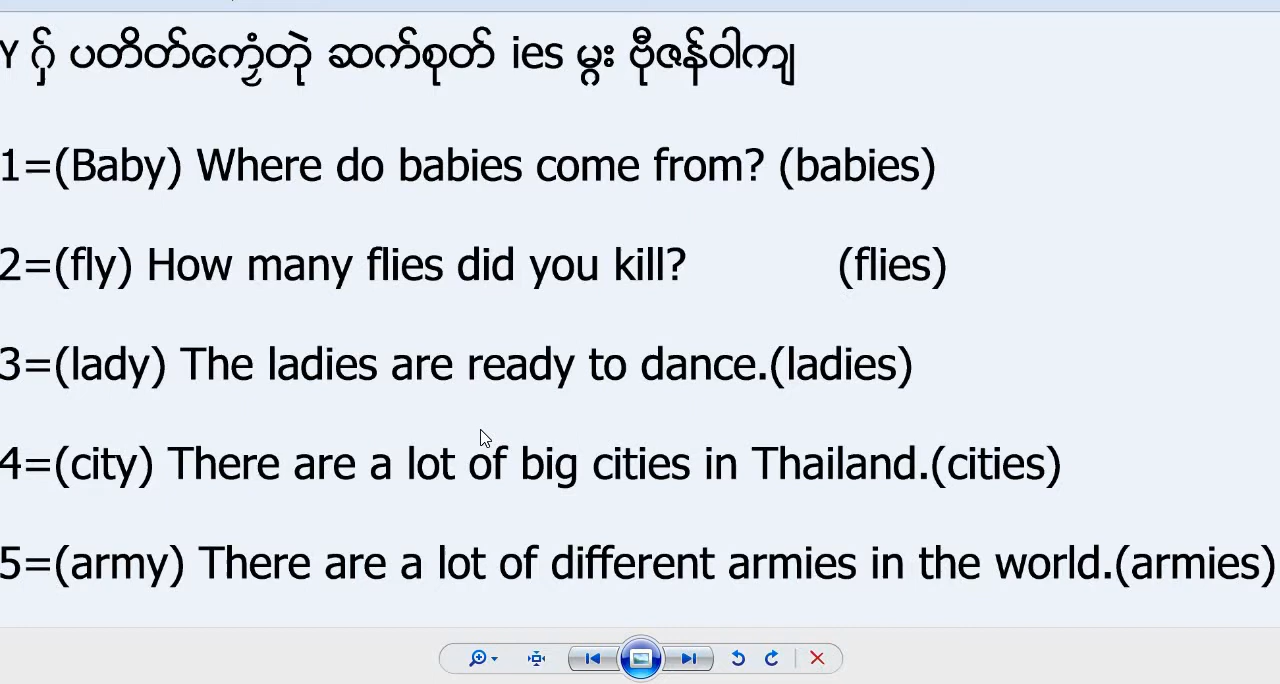 Y ဂှ် ပတိတ်ကၠောံတုဲ ဆက်စုတ် ies မ္ဂး ဗီုဇန်ဝါကျ
1=(Baby) Where do babies come from? (babies)
2=(fly) How many flies did you kill? (flies)
3=(lady) The ladies are ready to dance.(ladies)
4=(city) There are a lot of big cities in Thailand.(cities)
5=(army) There are a lot of different armies in the world.(armies)